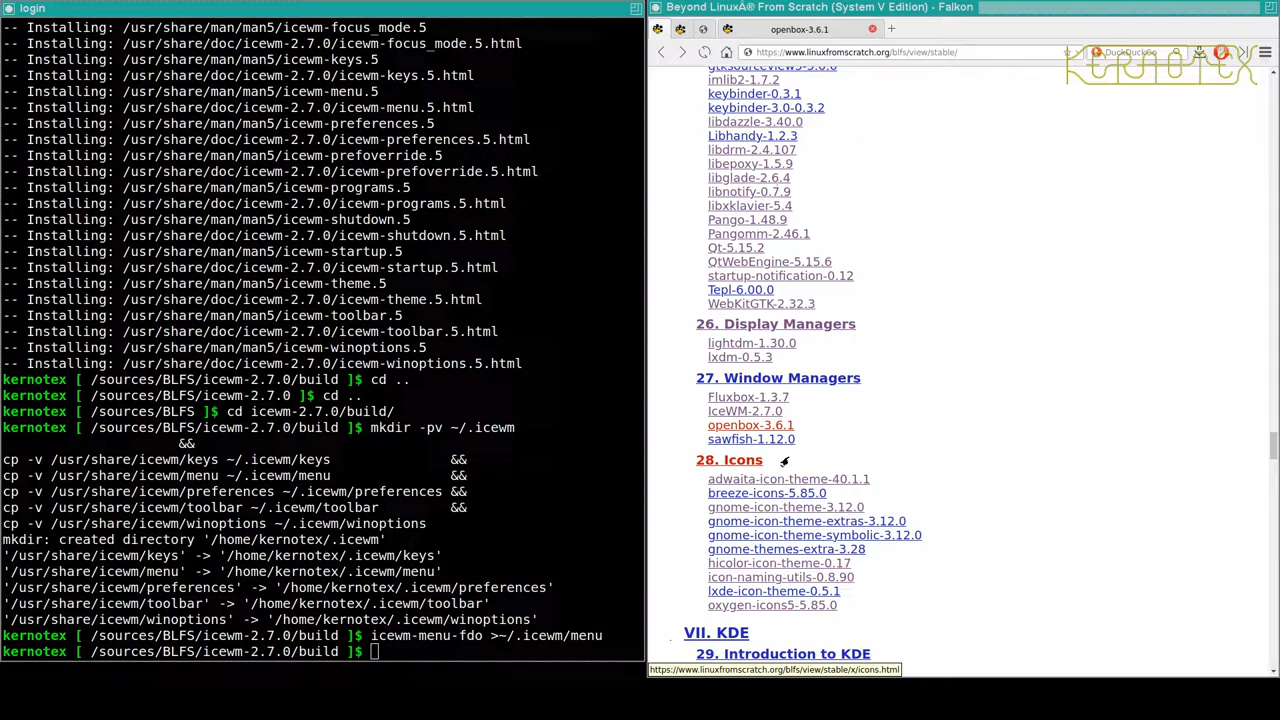 login
-- Installing: /usr/share/man/man5/icewm-focus_mode.5
-- Installing: /usr/share/doc/icewm-2.7.0/icewm-focus_mode.5.html
-- Installing: /usr/share/man/man5/icewm-keys.5
-- Installing: /usr/share/doc/icewm-2.7.0/icewm-keys.5.html
-- Installing: /usr/share/man/man5/icewm-menu.5
-- Installing: /usr/share/doc/icewm-2.7.0/icewm-menu.5.html
-- Installing: /usr/share/man/man5/icewm-preferences.5
-- Installing: /usr/share/doc/icewm-2.7.0/icewm-preferences.5.html
-- Installing: /usr/share/man/man5/icewm-prefoverride.5
-- Installing: /usr/share/doc/icewm-2.7.0/icewm-prefoverride.5.html
-- Installing: /usr/share/man/man5/icewm-programs.5
-- Installing: /usr/share/doc/icewm-2.7.0/icewm-programs.5.html
-- Installing: /usr/share/man/man5/icewm-shutdown.5
-- Installing: /usr/share/doc/icewm-2.7.0/icewm-shutdown.5.html
-- Installing: /usr/share/man/man5/icewm-startup.5
-- Installing: /usr/share/doc/icewm-2.7.0/icewm-startup.5.html
-- Installing: /usr/share/man/man5/icewm-theme.5
-- Installing: /usr/share/doc/icewm-2.7.0/icewm-theme.5.html
-- Installing: /usr/share/man/man5/icewm-toolbar.5
-- Installing: /usr/share/doc/icewm-2.7.0/icewm-toolbar.5.html
-- Installing: /usr/share/man/man5/icewm-winoptions.5
-- Installing: /usr/share/doc/icewm-2.7.0/icewm-winoptions.5.html
kernotex [ /sources/BLFS/icewm-2.7.0/build ]$ cd ..
kernotex [ /sources/BLFS/icewm-2.7.0 ]$ cd ..
kernotex [ /sources/BLFS ]$ cd icewm-2.7.0/build/
kernotex [ /sources/BLFS/icewm-2.7.0/build ]$ mkdir -pv ~/.icewm
&&
cp -v /usr/share/icewm/keys ~/.icewm/keys &&
cp -v /usr/share/icewm/menu ~/.icewm/menu &&
cp -v /usr/share/icewm/preferences ~/.icewm/preferences &&
cp -v /usr/share/icewm/toolbar ~/.icewm/toolbar &&
cp -v /usr/share/icewm/winoptions ~/.icewm/winoptions
mkdir: created directory '/home/kernotex/.icewm'
'/usr/share/icewm/keys' -> '/home/kernotex/.icewm/keys'
'/usr/share/icewm/menu' -> '/home/kernotex/.icewm/menu'
'/usr/share/icewm/preferences' -> '/home/kernotex/.icewm/preferences'
'/usr/share/icewm/toolbar' -> '/home/kernotex/.icewm/toolbar'
'/usr/share/icewm/winoptions' -> '/home/kernotex/.icewm/winoptions'
kernotex [ /sources/BLFS/icewm-2.7.0/build ]$ icewm-menu-fdo >~/.icewm/menu
kernotex [ /sources/BLFS/icewm-2.7.0/build ]$
Beyond LinuxÂ® From Scratch (System V Edition) - Falkon
openbox-3.6.1
https://www.linuxfromscratch.org/blfs/view/stable/
DuckDuckGo
KERNOTEX
gtksourceview5-5.0.0
imlib2-1.7.2
keybinder-0.3.1
keybinder-3.0-0.3.2
libdazzle-3.40.0
Libhandy-1.2.3
libdrm-2.4.107
libepoxy-1.5.9
libglade-2.6.4
libnotify-0.7.9
libxklavier-5.4
Pango-1.48.9
Pangomm-2.46.1
Qt-5.15.2
QtWebEngine-5.15.6
startup-notification-0.12
Tepl-6.00.0
WebKitGTK-2.32.3
26. Display Managers
lightdm-1.30.0
lxdm-0.5.3
27. Window Managers
Fluxbox-1.3.7
IceWM-2.7.0
openbox-3.6.1
sawfish-1.12.0
28. Icons
adwaita-icon-theme-40.1.1
breeze-icons-5.85.0
gnome-icon-theme-3.12.0
gnome-icon-theme-extras-3.12.0
gnome-icon-theme-symbolic-3.12.0
gnome-themes-extra-3.28
hicolor-icon-theme-0.17
icon-naming-utils-0.8.90
lxde-icon-theme-0.5.1
oxygen-icons5-5.85.0
VII. KDE
29. Introduction to KDE
https://www.linuxfromscratch.org/blfs/view/stable/x/icons.html